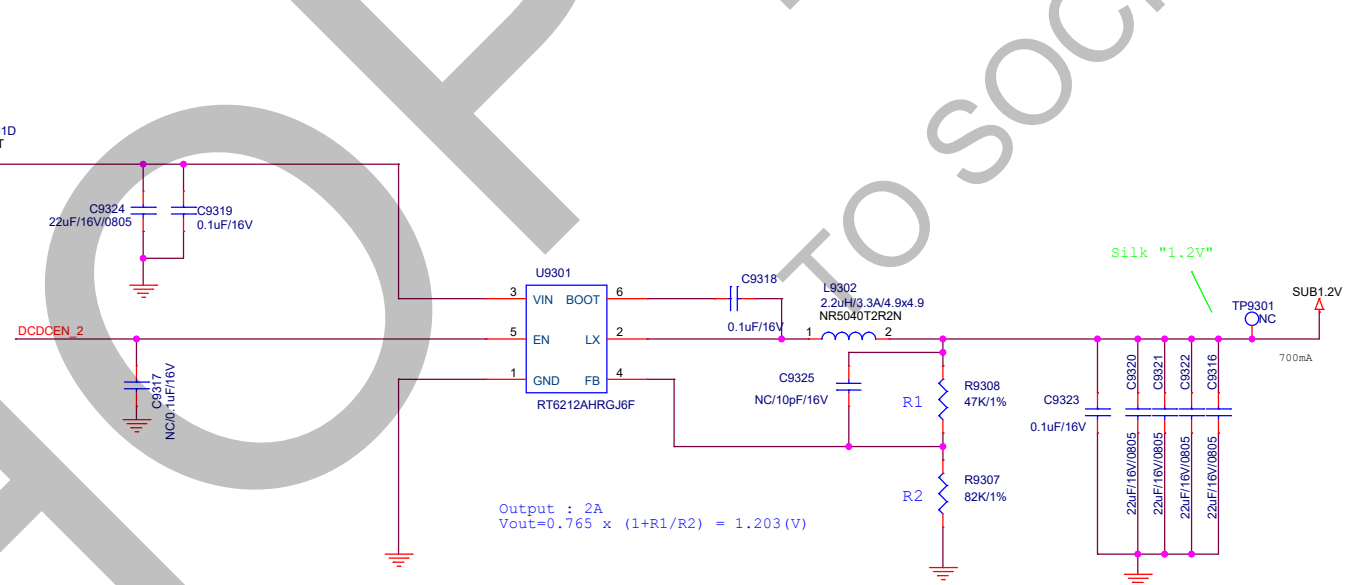 TO SOC
1D
T
C9324
22uF/16V/0805
C9319
0.1uF/16V
Silk "1.2V"
U9301
3
VIN
BOOT
6
5
EN
LX
2
1
GND
FB
4
RT6212AHRGJ6F
C9318
0.1uF/16V
L9302
2.2uH/3.3A/4.9x4.9
NR5040T2R2N
1
2
TP9301
NC
SUB1.2V
700mA
DCDCEN_2
C9317
NC/0.1uF/16V
C9325
NC/10pF/16V
R1
R9308
47K/1%
R2
R9307
82K/1%
C9323
0.1uF/16V
C9320
22uF/16V/0805
C9321
22uF/16V/0805
C9322
22uF/16V/0805
C9316
22uF/16V/0805
Output : 2A
Vout=0.765 x (1+R1/R2) = 1.203(V)